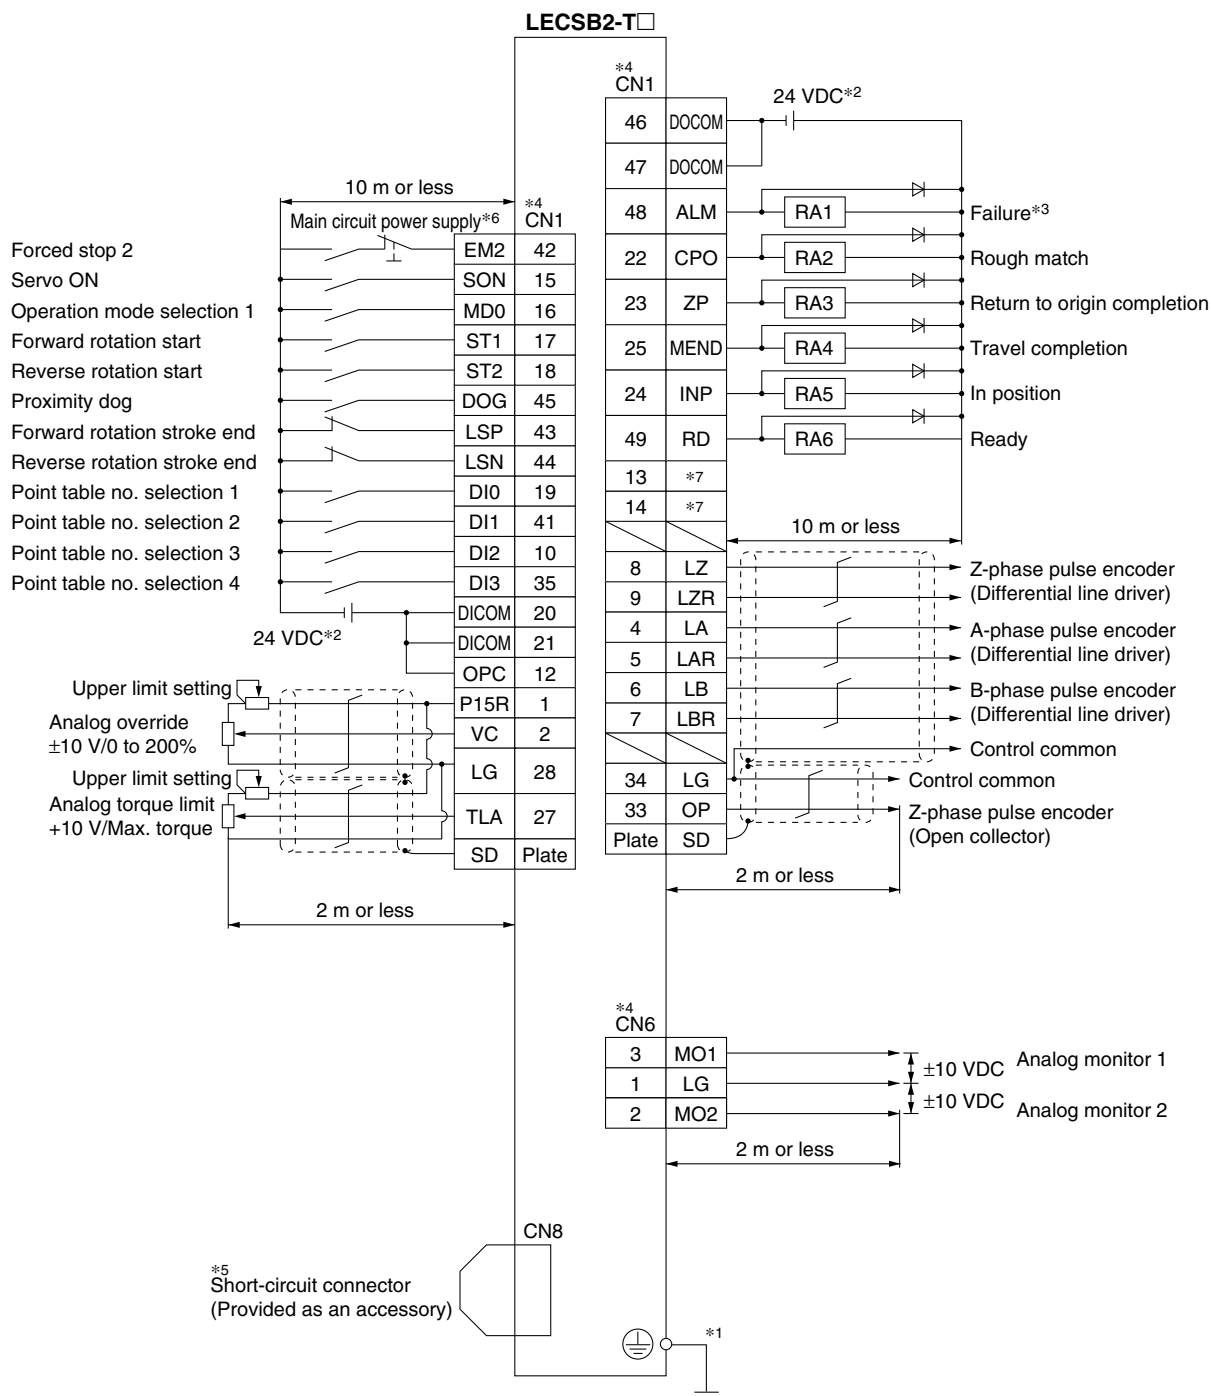 LECSB2-T□
*4
CN1
24 VDC*2
46 DOCOM
47 DOCOM
48 ALM RA1 Failure*3
22 CPO RA2 Rough match
23 ZP RA3 Return to origin completion
25 MEND RA4 Travel completion
24 INP RA5 In position
49 RD RA6 Ready
13 *7
14 *7
10 m or less
8 LZ Z-phase pulse encoder
9 LZR (Differential line driver)
4 LA A-phase pulse encoder
5 LAR (Differential line driver)
6 LB B-phase pulse encoder
7 LBR (Differential line driver)
Control common
34 LG Control common
33 OP Z-phase pulse encoder
(Open collector)
Plate SD
2 m or less
10 m or less
*4
CN1
Main circuit power supply*6
Forced stop 2 EM2 42
Servo ON SON 15
Operation mode selection 1 MD0 16
Forward rotation start ST1 17
Reverse rotation start ST2 18
Proximity dog DOG 45
Forward rotation stroke end LSP 43
Reverse rotation stroke end LSN 44
Point table no. selection 1 DI0 19
Point table no. selection 2 DI1 41
Point table no. selection 3 DI2 10
Point table no. selection 4 DI3 35
DICOM 20
24 VDC*2
DICOM 21
OPC 12
Upper limit setting P15R 1
Analog override
±10 V/0 to 200%
VC 2
LG 28
Upper limit setting
Analog torque limit
+10 V/Max. torque
TLA 27
SD Plate
2 m or less
*4
CN6
3 MO1 ±10 VDC Analog monitor 1
1 LG
2 MO2 ±10 VDC Analog monitor 2
2 m or less
CN8
*5
Short-circuit connector
(Provided as an accessory)
*1